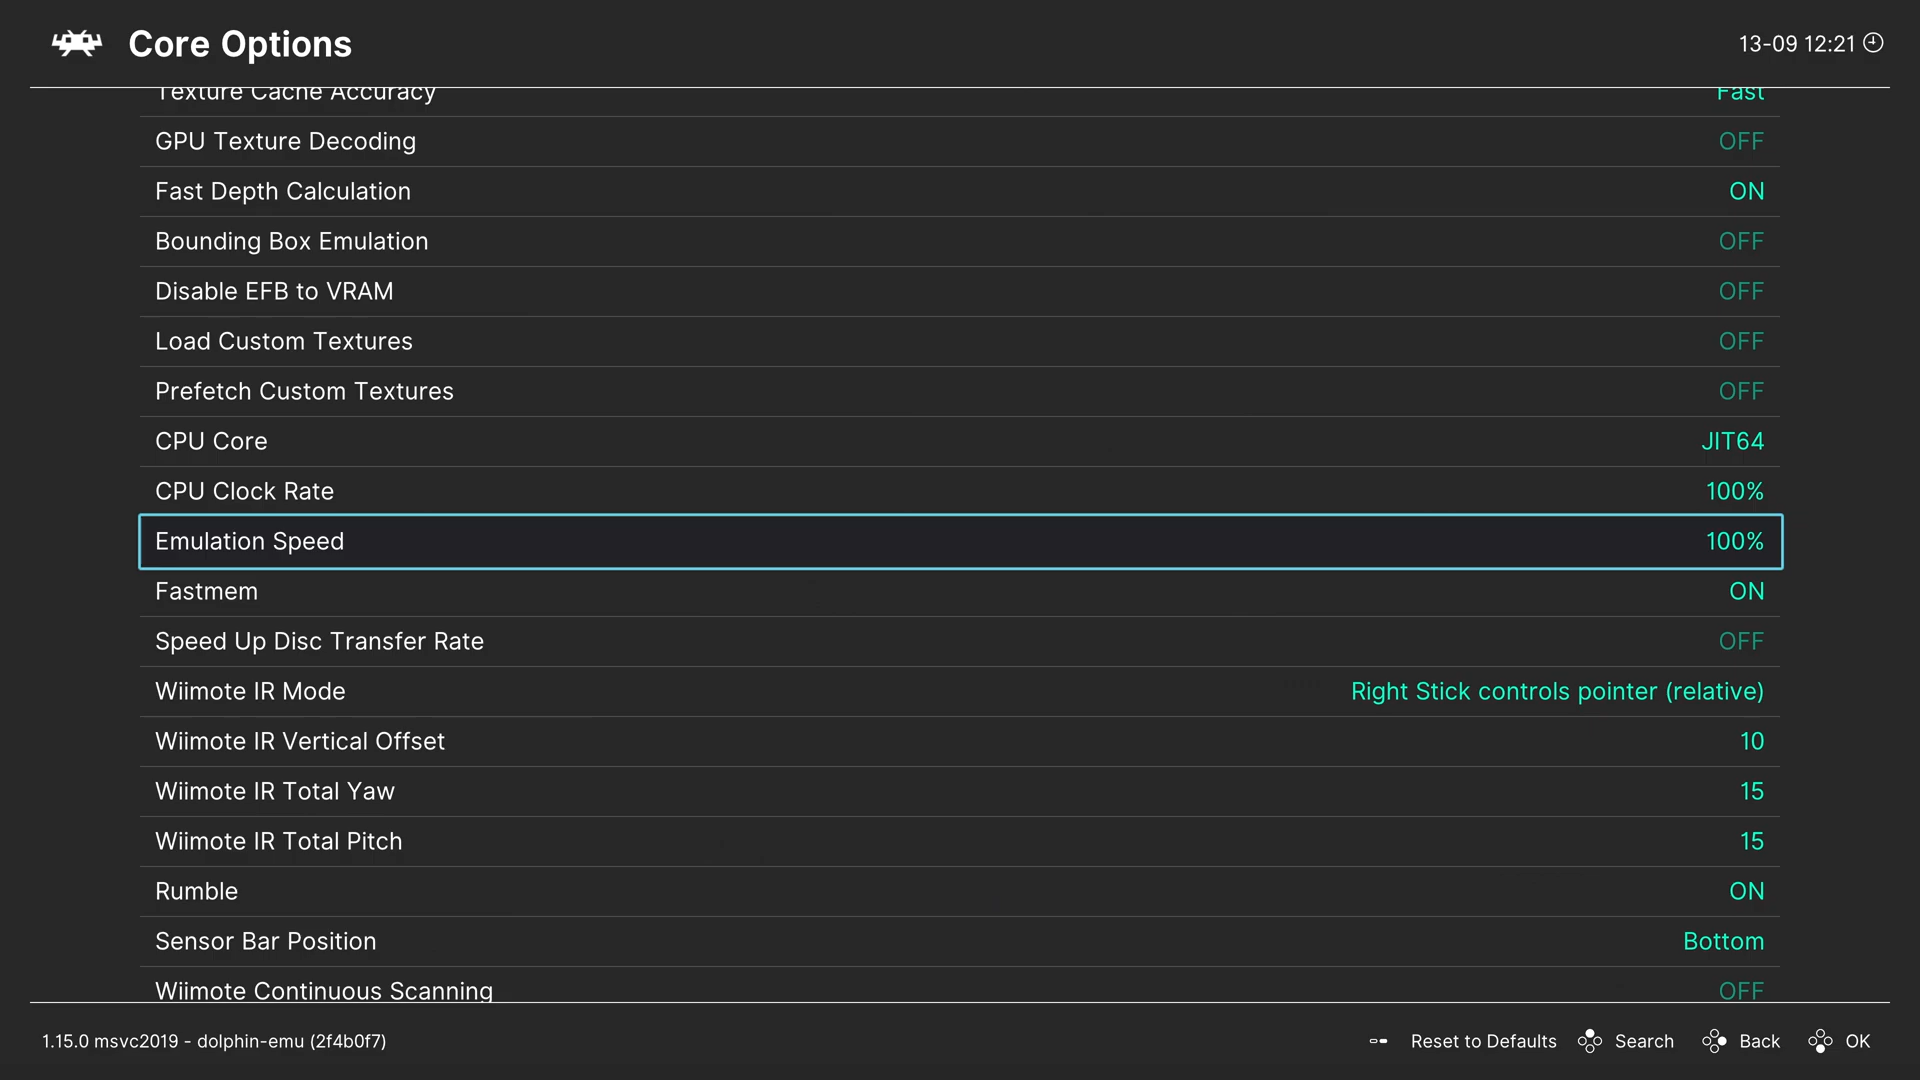 Core Options
13-09 12:21
Texture Cache Accuracy Fast
GPU Texture Decoding OFF
Fast Depth Calculation ON
Bounding Box Emulation OFF
Disable EFB to VRAM OFF
Load Custom Textures OFF
Prefetch Custom Textures OFF
CPU Core JIT64
CPU Clock Rate 100%
Emulation Speed 100%
Fastmem ON
Speed Up Disc Transfer Rate OFF
Wiimote IR Mode Right Stick controls pointer (relative)
Wiimote IR Vertical Offset 10
Wiimote IR Total Yaw 15
Wiimote IR Total Pitch 15
Rumble ON
Sensor Bar Position Bottom
Wiimote Continuous Scanning OFF
1.15.0 msvc2019 - dolphin-emu (2f4b0f7) Reset to Defaults Search Back OK